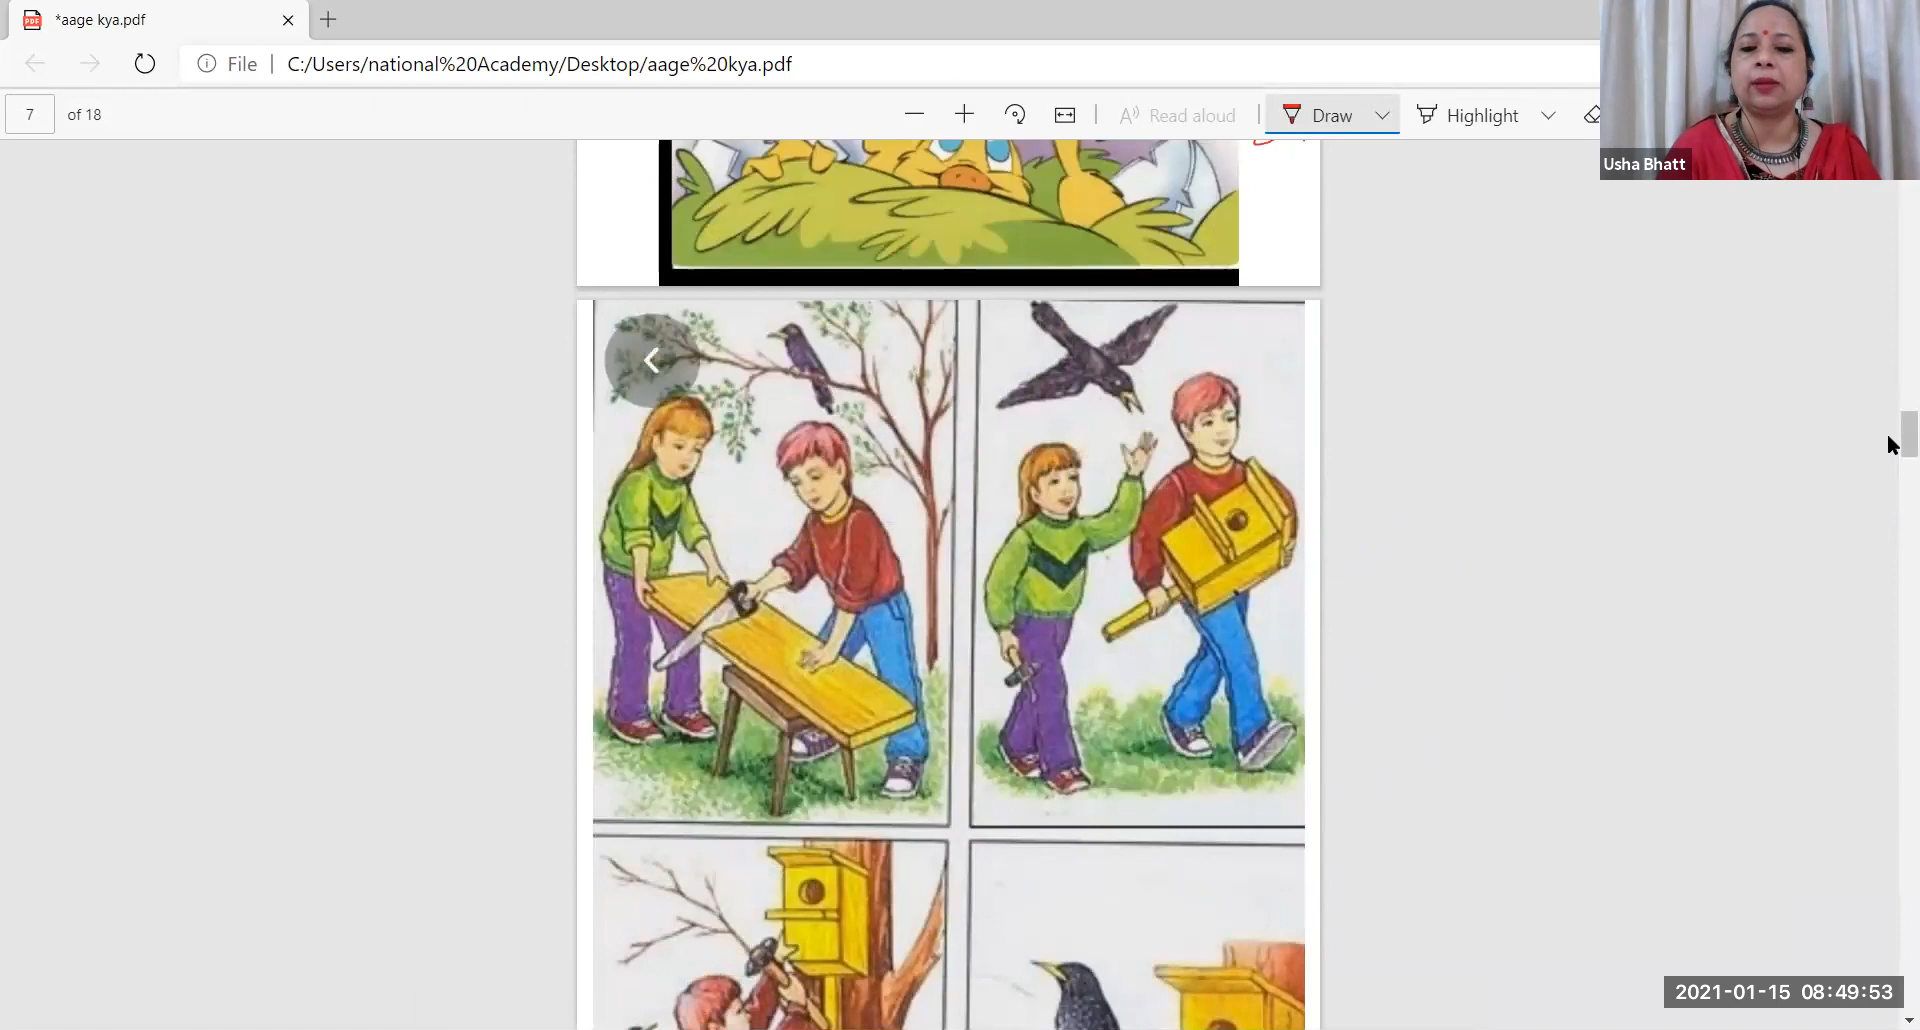 *aage kya.pdf
File
C:/Users/national%20Academy/Desktop/aage%20kya.pdf
7 of 18
Read aloud
Draw
Highlight
Usha Bhatt
2021-01-15 08:49:53